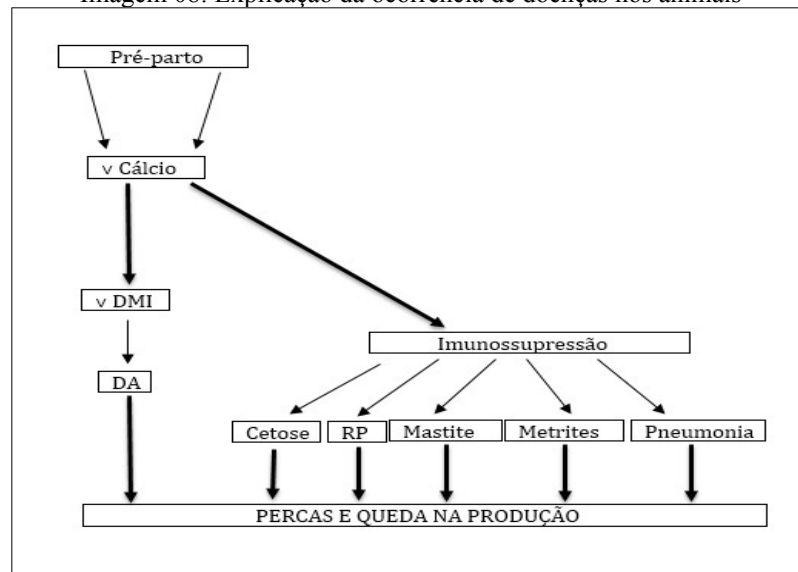 Imagem 08: Explicação da ocorrência de doenças nos animais
Pré-parto
v Cálcio
v DMI
Imunossupressão
DA
Cetose
RP
Mastite
Metrites
Pneumonia
PERCAS E QUEDA NA PRODUÇÃO